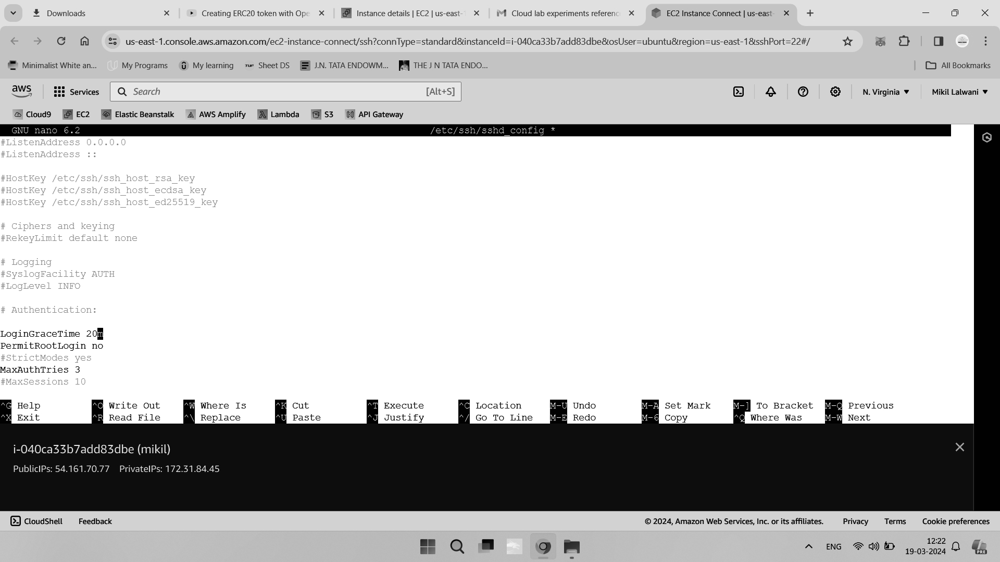 Downloads
Creating ERC20 token with Ope
Instance details | EC2 | us-east-1
Cloud lab experiments reference
EC2 Instance Connect | us-east-
us-east-1.console.aws.amazon.com/ec2-instance-connect/ssh?connType=standard&instanceId=i-040ca33b7add83dbe&osUser=ubuntu&region=us-east-1&sshPort=22#/
Minimalist White an...
My Programs
My learning
TUP Sheet DS
J.N. TATA ENDOWM...
THE J N TATA ENDO...
All Bookmarks
aws
Services
Search [Alt+S]
N. Virginia
Mikil Lalwani
Cloud9
EC2
Elastic Beanstalk
AWS Amplify
Lambda
S3
API Gateway
GNU nano 6.2 /etc/ssh/sshd_config *
#ListenAddress 0.0.0.0
#ListenAddress ::
#HostKey /etc/ssh/ssh_host_rsa_key
#HostKey /etc/ssh/ssh_host_ecdsa_key
#HostKey /etc/ssh/ssh_host_ed25519_key
# Ciphers and keying
#RekeyLimit default none
# Logging
#SyslogFacility AUTH
#LogLevel INFO
# Authentication:
LoginGraceTime 20m
PermitRootLogin no
#StrictModes yes
MaxAuthTries 3
#MaxSessions 10
^G Help ^O Write Out ^W Where Is ^K Cut ^T Execute ^C Location M-U Undo M-A Set Mark M-] To Bracket M-Q Previous
^X Exit ^R Read File ^\ Replace ^U Paste ^J Justify ^/ Go To Line M-E Redo M-6 Copy ^Q Where Was M-W Next
i-040ca33b7add83dbe (mikil)
PublicIPs: 54.161.70.77 PrivateIPs: 172.31.84.45
CloudShell
Feedback
© 2024, Amazon Web Services, Inc. or its affiliates.
Privacy
Terms
Cookie preferences
ENG
12:22
19-03-2024
PRE